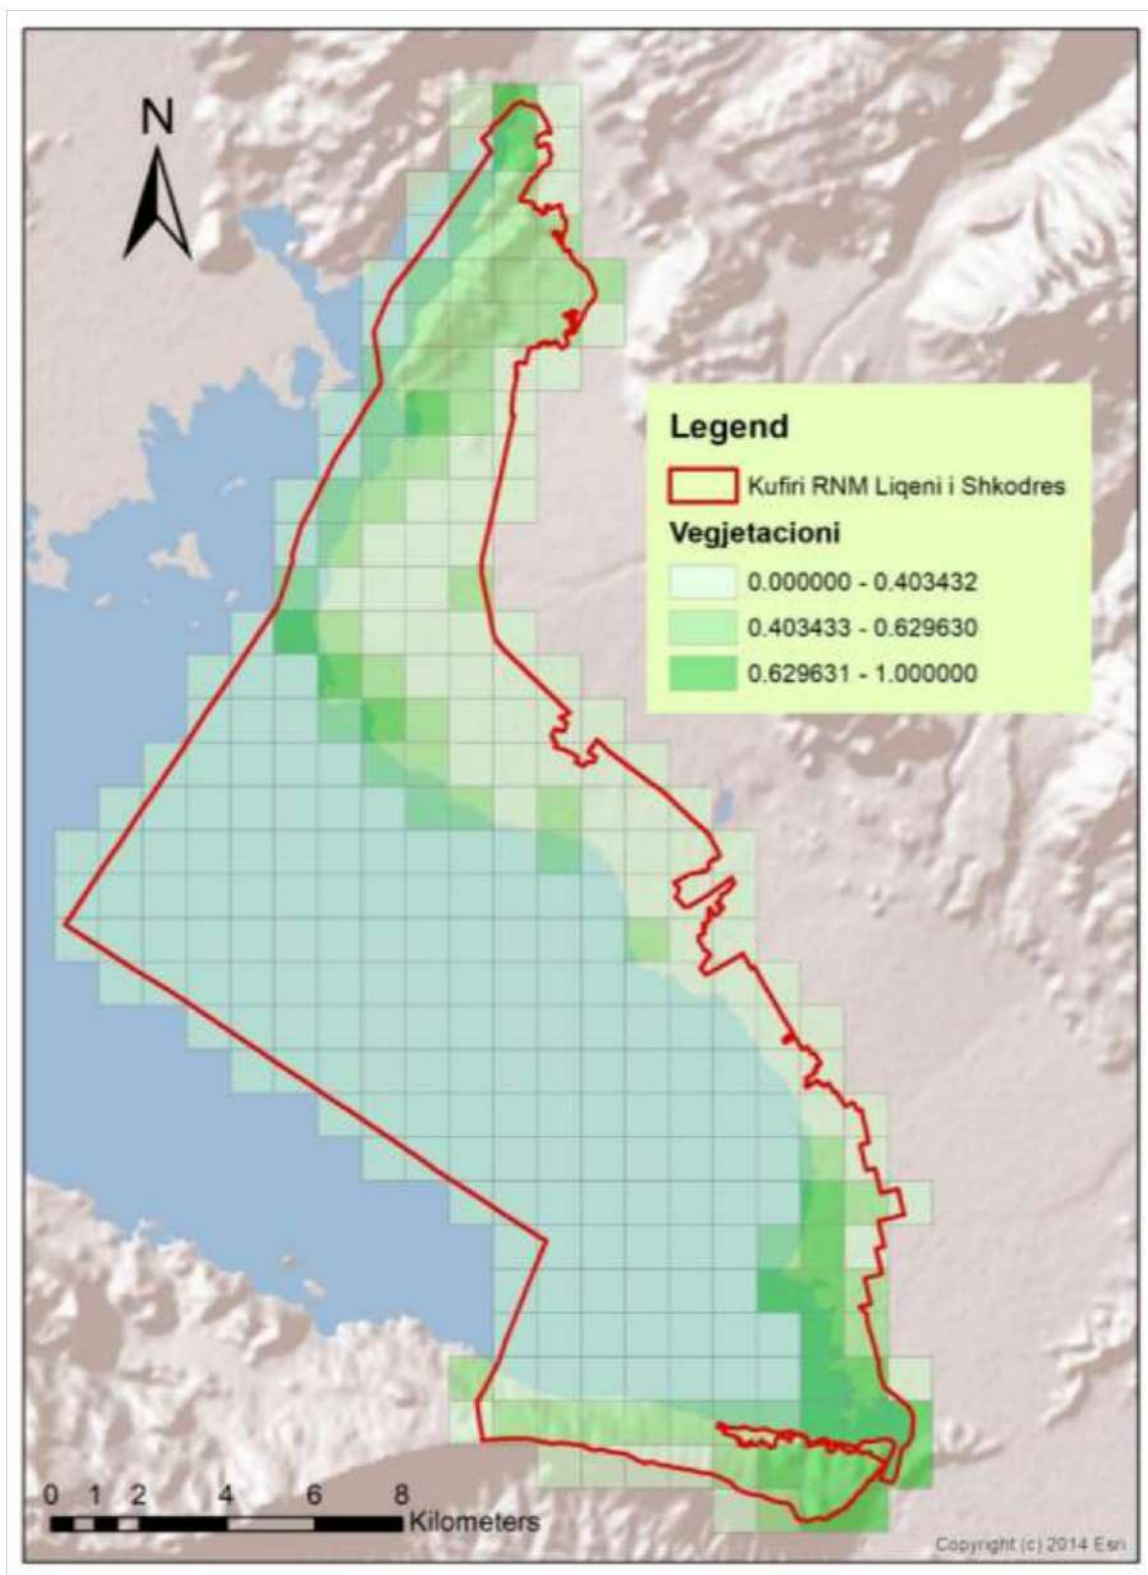 N
Legend
Kufiri RNM Liqeni i Shkodres
Vegjetacioni
0.000000 - 0.403432
0.403433 - 0.629630
0.629631 - 1.000000
0 1 2 4 6 8
Kilometers
Copyright (c) 2014 Esri